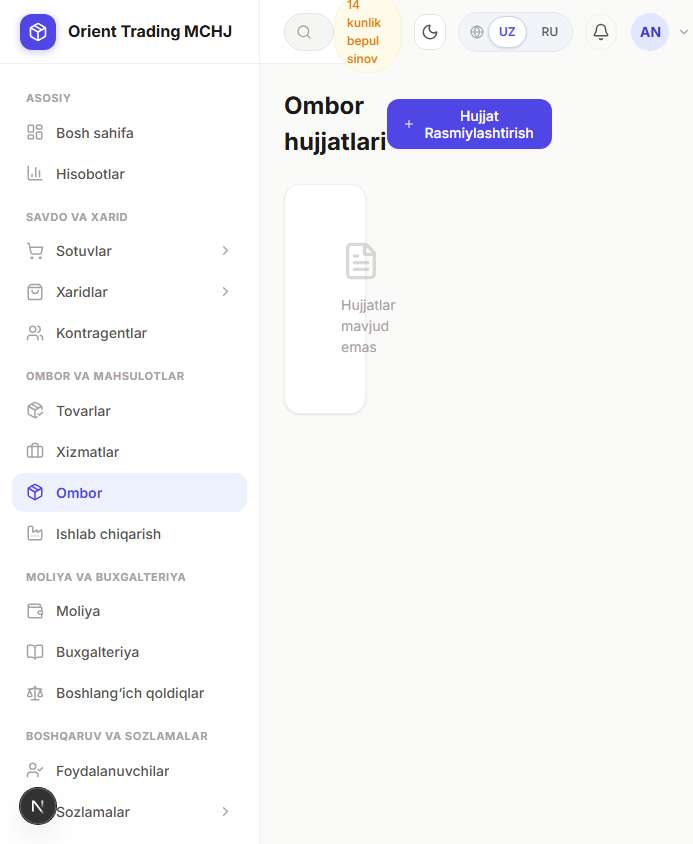 Orient Trading MCHJ
14
kunlik
bepul
sinov
UZ
RU
AN
ASOSIY
Bosh sahifa
Hisobotlar
SAVDO VA XARID
Sotuvlar
Xaridlar
Kontragentlar
OMBOR VA MAHSULOTLAR
Tovarlar
Xizmatlar
Ombor
Ishlab chiqarish
MOLIYA VA BUXGALTERIYA
Moliya
Buxgalteriya
Boshlang‘ich qoldiqlar
BOSHQARUV VA SOZLAMALAR
Foydalanuvchilar
N
Sozlamalar
Ombor
hujjatlari
+ Hujjat
Rasmiylashtirish
Hujjatlar
mavjud
emas